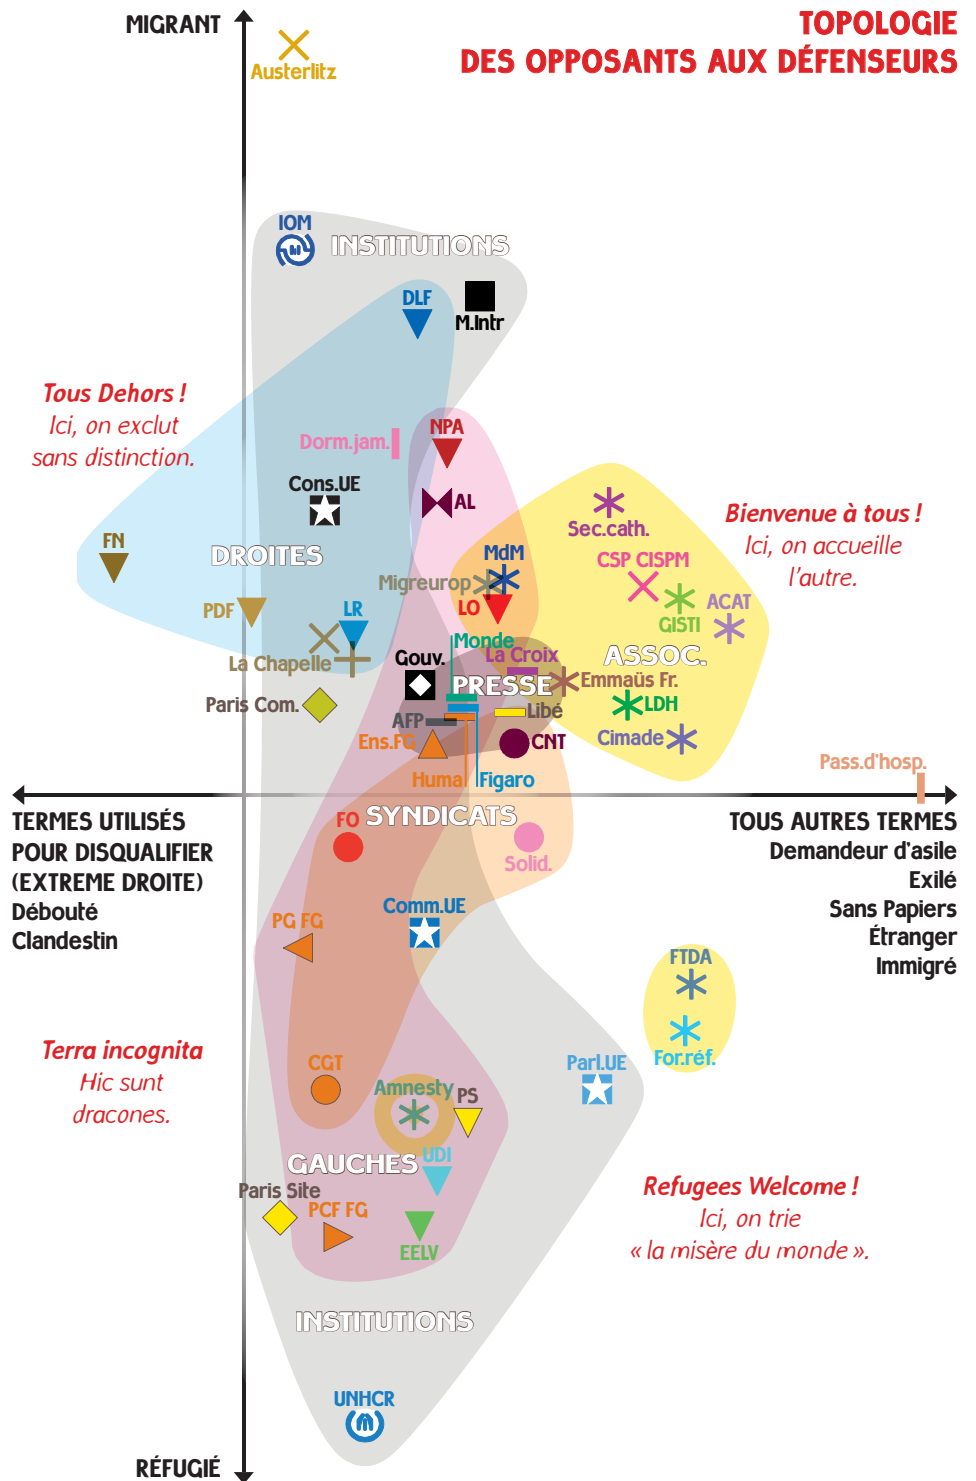 MIGRANT
TOPOLOGIE
DES OPPOSANTS AUX DÉFENSEURS
Austerlitz
IOM
INSTITUTIONS
DLF
M.Intr
Tous Dehors !
Ici, on exclut
sans distinction.
Dorm.jam.
NPA
Cons.UE
AL
Sec.cath.
Bienvenue à tous !
Ici, on accueille
l'autre.
FN
DROITES
MdM
CSP CISPM
Migreurop
PDF
LR
LO
GISTI
ACAT
Monde
La Chapelle
Gouv.
La Croix
ASSOC.
PRESSE
Emmaüs Fr.
Paris Com.
AFP
Libé
LDH
Ens.FG
CNT
Cimade
Huma
Figaro
Pass.d'hosp.
TERMES UTILISÉS
POUR DISQUALIFIER
(EXTREME DROITE)
Débouté
Clandestin
FO
SYNDICATS
Solid.
TOUS AUTRES TERMES
Demandeur d'asile
Exilé
Sans Papiers
Étranger
Immigré
PG FG
Comm.UE
FTDA
For.réf.
Terra incognita
Hic sunt
dracones.
CGT
Amnesty
PS
Parl.UE
GAUCHES
UDI
Paris Site
PCF FG
EELV
Refugees Welcome !
Ici, on trie
« la misère du monde ».
INSTITUTIONS
UNHCR
RÉFUGIÉ